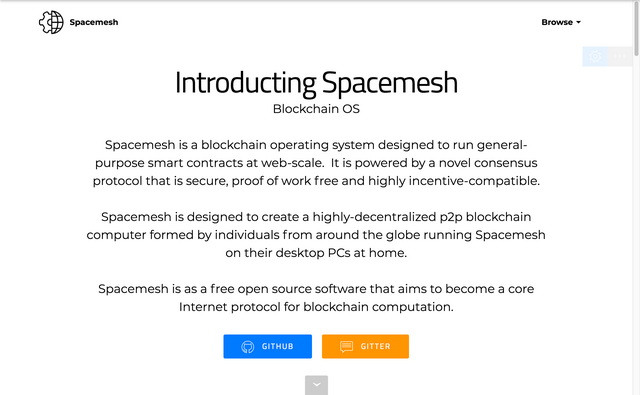 Spacemesh
Browse
Introducting Spacemesh
Blockchain OS
Spacemesh is a blockchain operating system designed to run general-
purpose smart contracts at web-scale. It is powered by a novel consensus
protocol that is secure, proof of work free and highly incentive-compatible.
Spacemesh is designed to create a highly-decentralized p2p blockchain
computer formed by individuals from around the globe running Spacemesh
on their desktop PCs at home.
Spacemesh is as a free open source software that aims to become a core
Internet protocol for blockchain computation.
GITHUB
GITTER